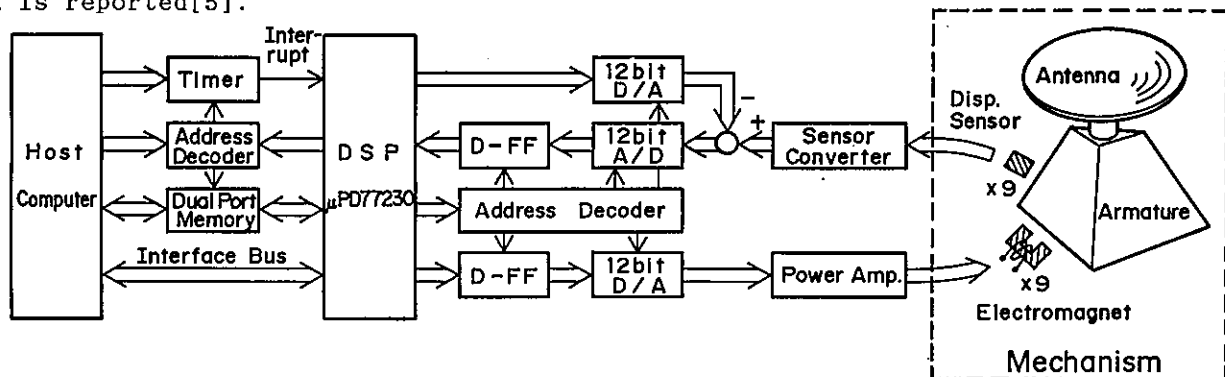 is reported[5].
Inter-
rupt
Timer
12bit
D/A
-
+
Antenna
Disp.
Sensor
Host
Computer
Address
Decoder
DSP
μPD77230
D-FF
12bit
A/D
Sensor
Converter
x9
Dual Port
Memory
Address Decoder
Armature
Interface Bus
D-FF
12bit
D/A
Power Amp.
x9
Electromagnet
Mechanism